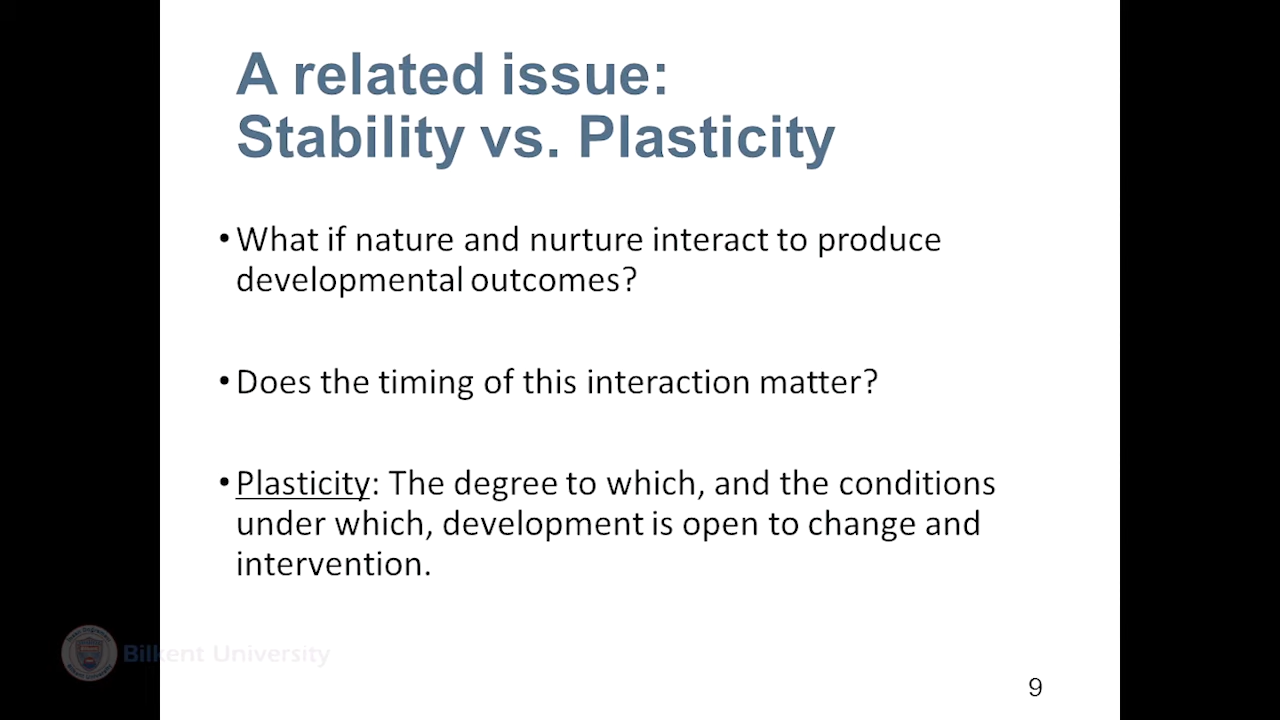 A related issue:
Stability vs. Plasticity
•What if nature and nurture interact to produce
developmental outcomes?
•Does the timing of this interaction matter?
•Plasticity: The degree to which, and the conditions
under which, development is open to change and
intervention.
Bilkent University
9